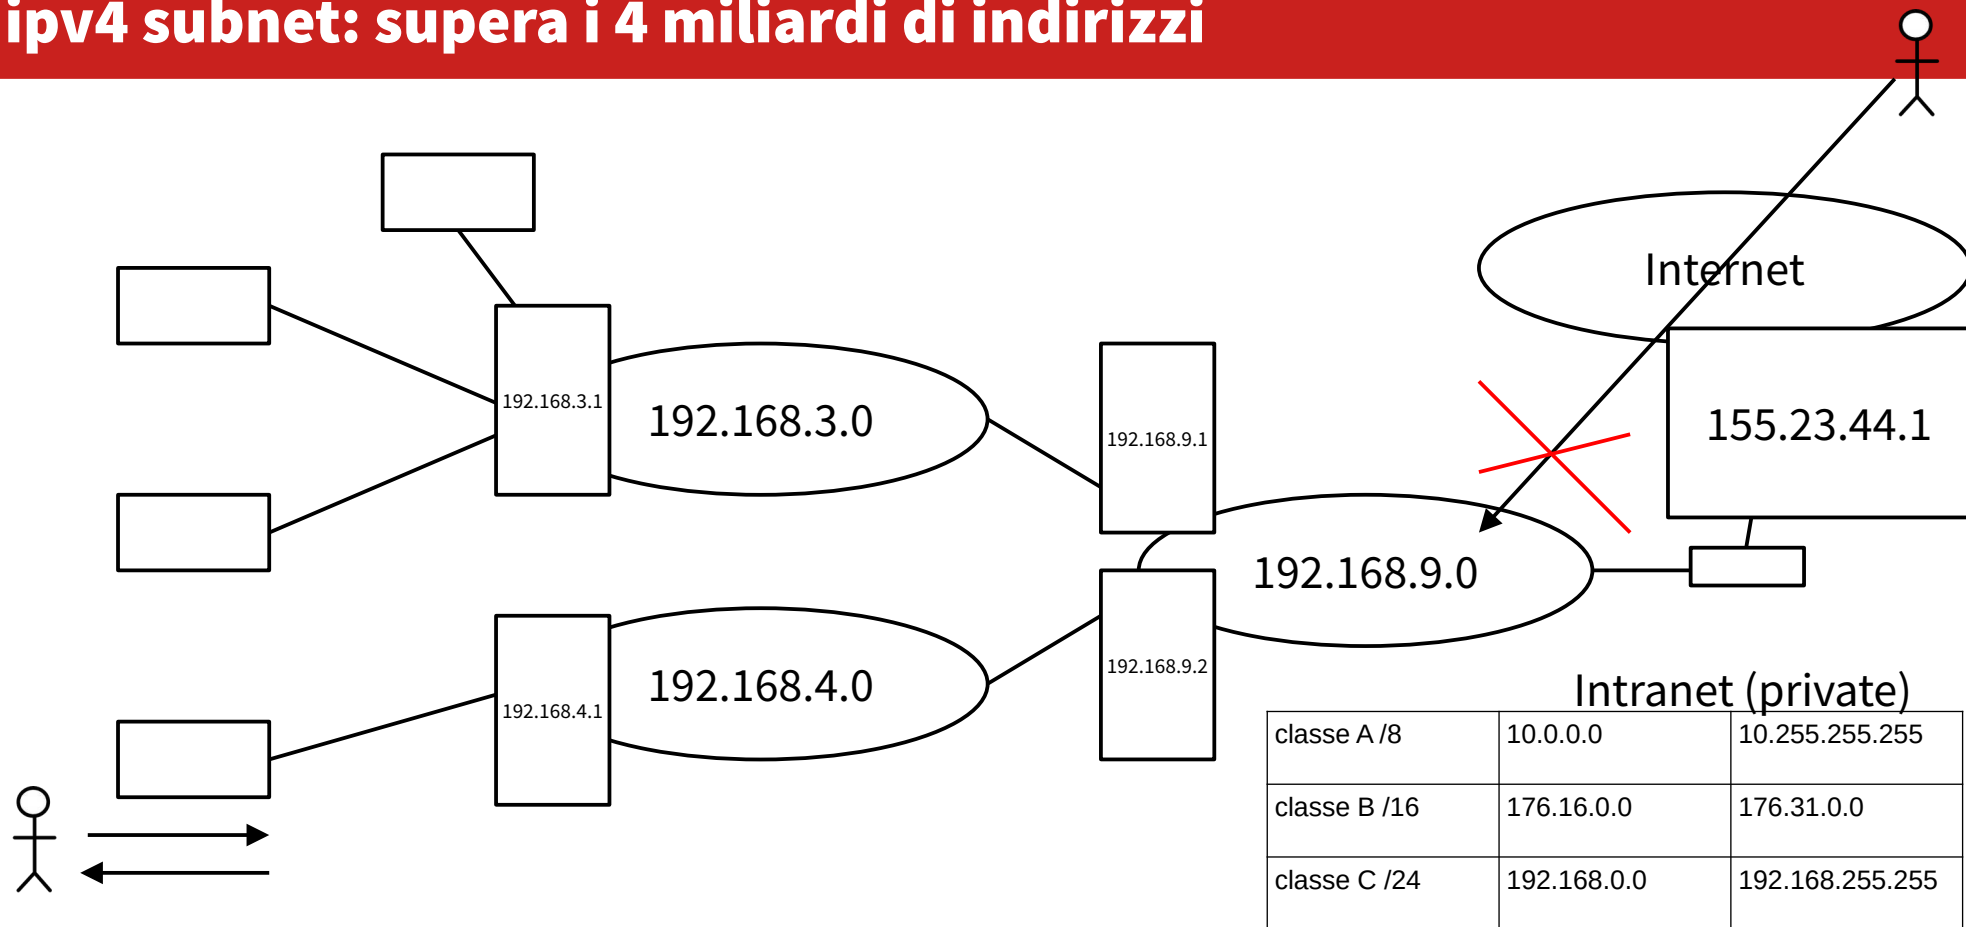 ipv4 subnet: supera i 4 miliardi di indirizzi
Internet
192.168.3.1
192.168.3.0
192.168.9.1
155.23.44.1
192.168.9.0
192.168.4.1
192.168.4.0
192.168.9.2
Intranet (private)
classe A /8 10.0.0.0 10.255.255.255
classe B /16 176.16.0.0 176.31.0.0
classe C /24 192.168.0.0 192.168.255.255